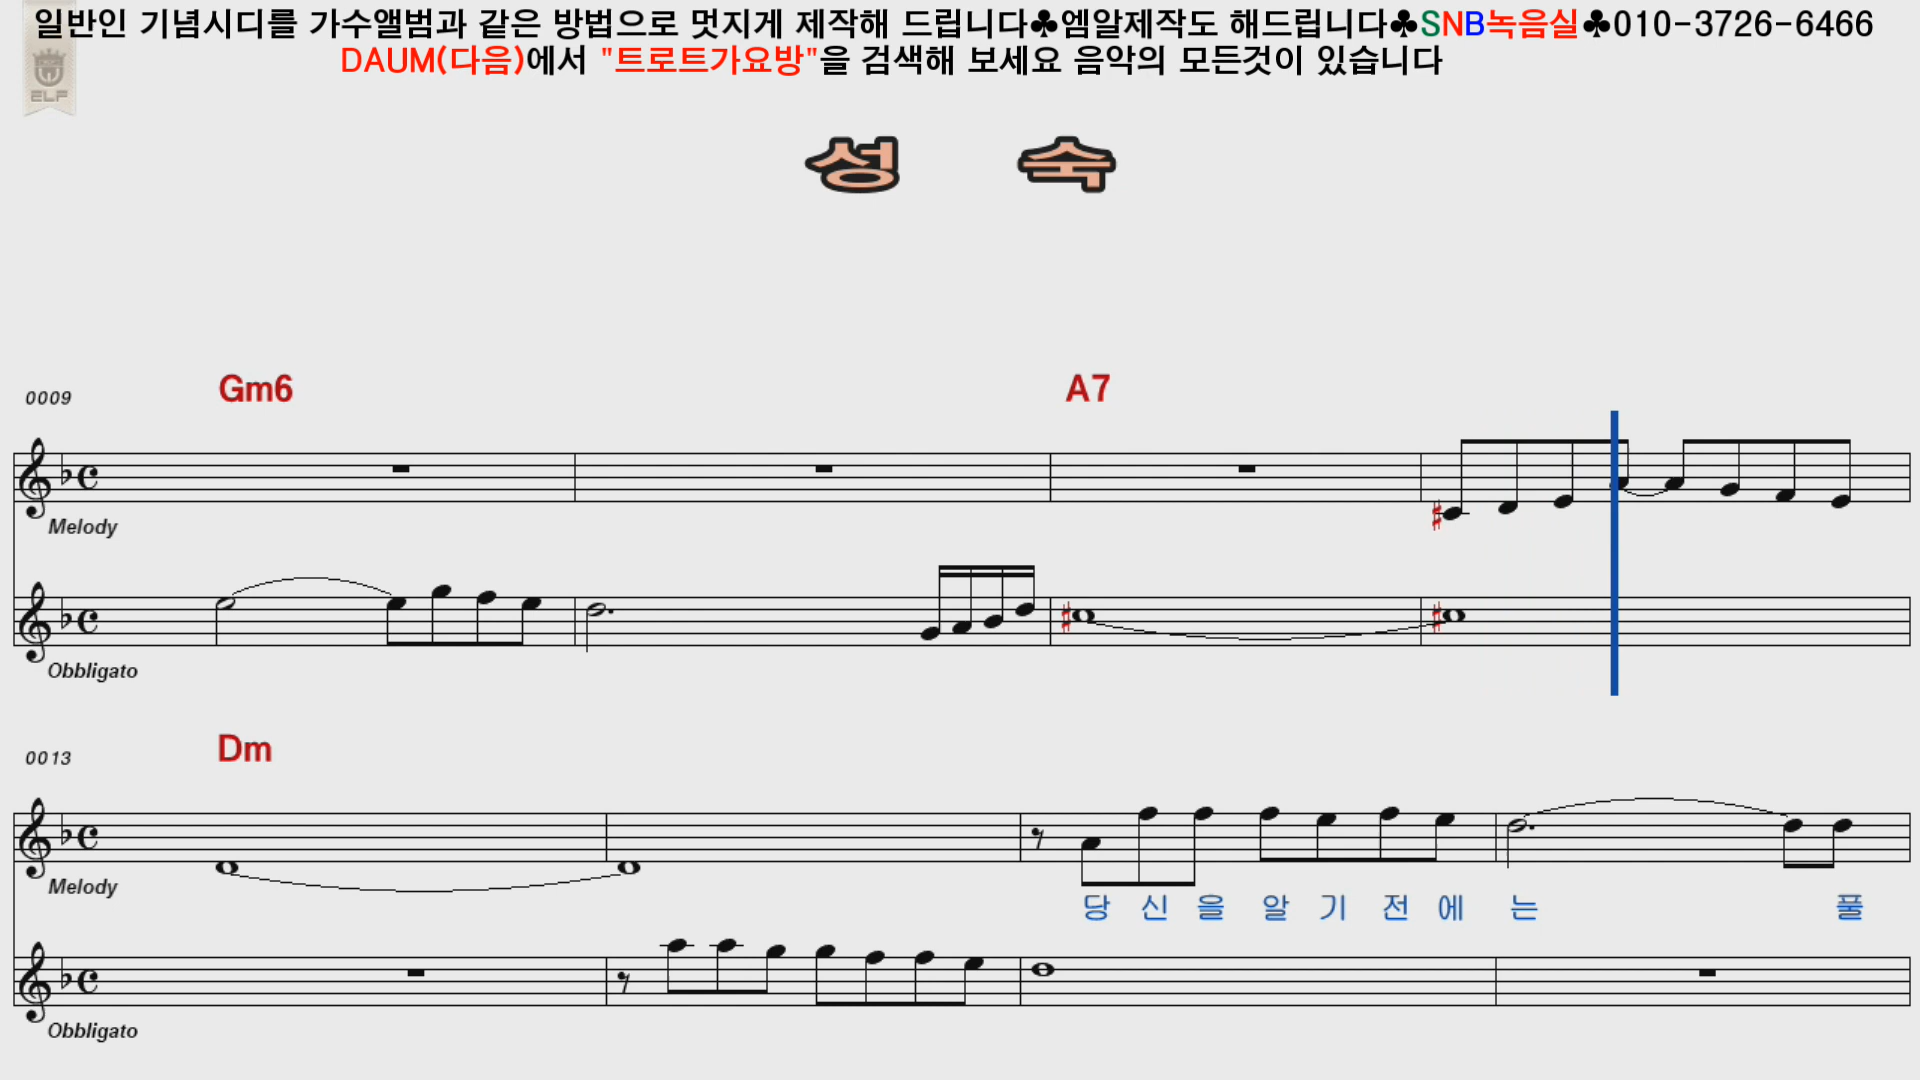 일반인 기념시디를 가수앨범과 같은 방법으로 멋지게 제작해 드립니다♣엠알제작도 해드립니다♣SNB녹음실♣010-3726-6466
DAUM(다음)에서 "트로트가요방"을 검색해 보세요 음악의 모든것이 있습니다
ELF
성 숙
0009 Gm6 A7
Melody
Obbligato
0013 Dm
Melody
당 신 을 알 기 전 에 는 풀
Obbligato